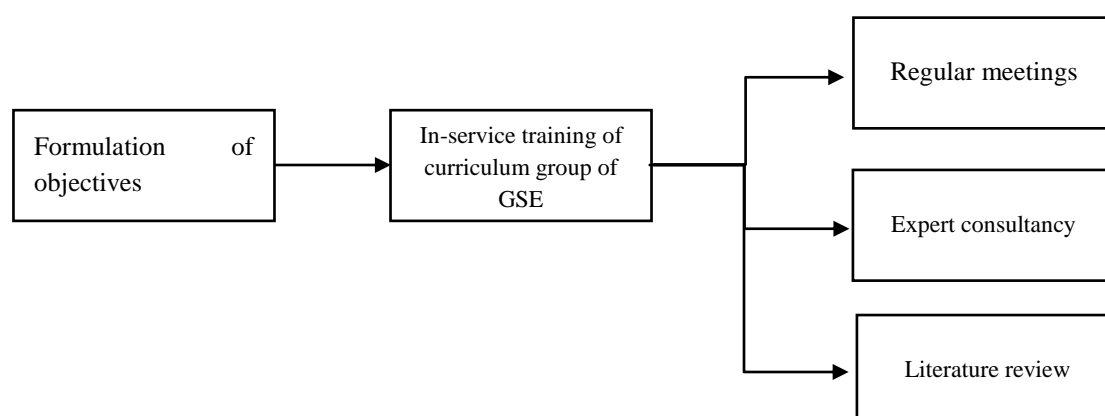 Formulation of
objectives
In-service training of
curriculum group of
GSE
Regular meetings
Expert consultancy
Literature review